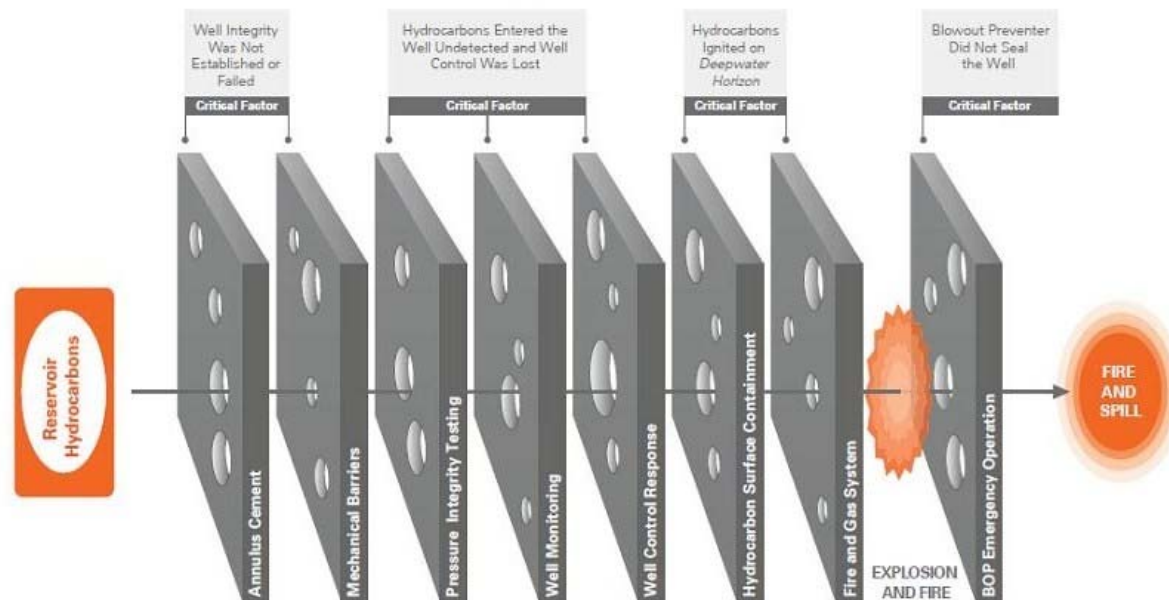 Well Integrity
Was Not
Established or
Failed
Critical Factor
Hydrocarbons Entered the
Well Undetected and Well
Control Was Lost
Critical Factor
Hydrocarbons
Ignited on
Deepwater
Horizon
Critical Factor
Blowout Preventer
Did Not Seal
the Well
Critical Factor
Reservoir
Hydrocarbons
Annulus Cement
Mechanical Barriers
Pressure Integrity Testing
Well Monitoring
Well Control Response
Hydrocarbon Surface Containment
Fire and Gas System
EXPLOSION
AND FIRE
BOP Emergency Operation
FIRE
AND
SPILL